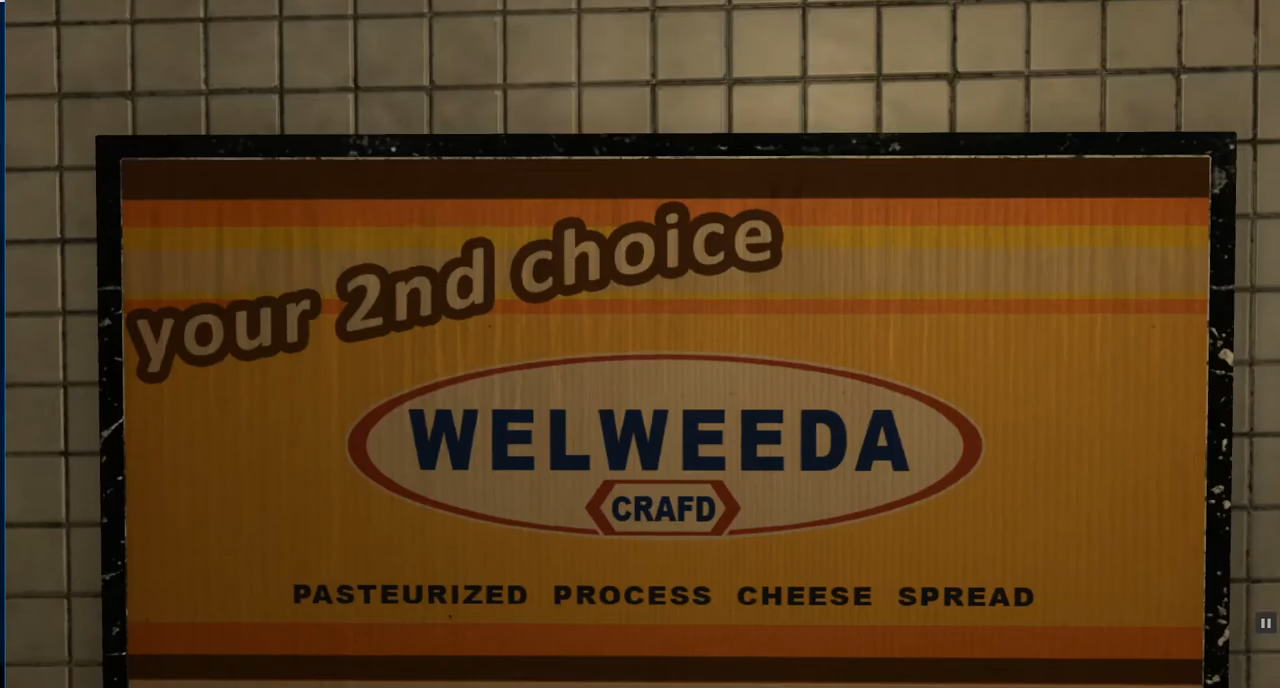 your 2nd choice
WELWEEDA
CRAFD
PASTEURIZED PROCESS CHEESE SPREAD